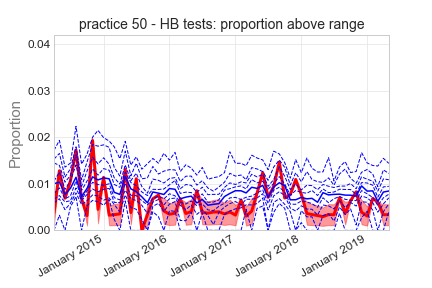 practice 50 - HB tests: proportion above range
0.04
0.03
0.02
0.01
0.00
Proportion
January 2015
January 2016
January 2017
January 2018
January 2019